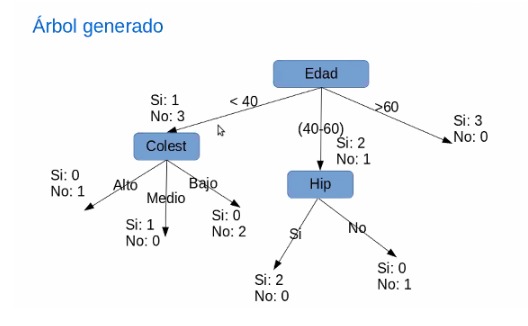 Árbol generado
Edad
Si: 1
No: 3
< 40
(40-60)
>60
Si: 3
No: 0
Si: 2
No: 1
Colest
Hip
Si: 0
No: 1
Alto
Medio
Bajo
Si: 1
No: 0
Si: 0
No: 2
Si
No
Si: 2
No: 0
Si: 0
No: 1